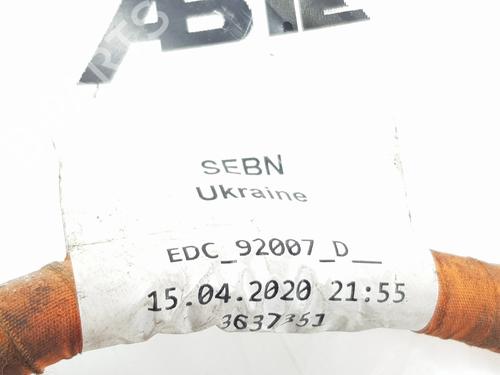 SEBN
Ukraine
EDC_92007_D__
15.04.2020 21:55
3637351